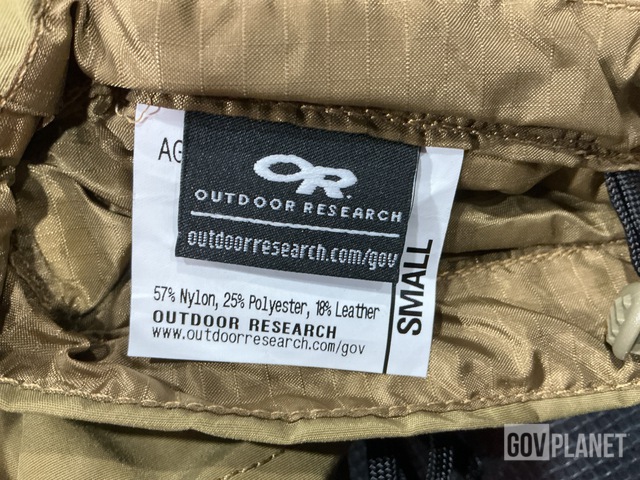 AG
OR
OUTDOOR RESEARCH
outdoorresearch.com/gov
57% Nylon, 25% Polyester, 18% Leather
OUTDOOR RESEARCH
www.outdoorresearch.com/gov
SMALL
GOVPLANET